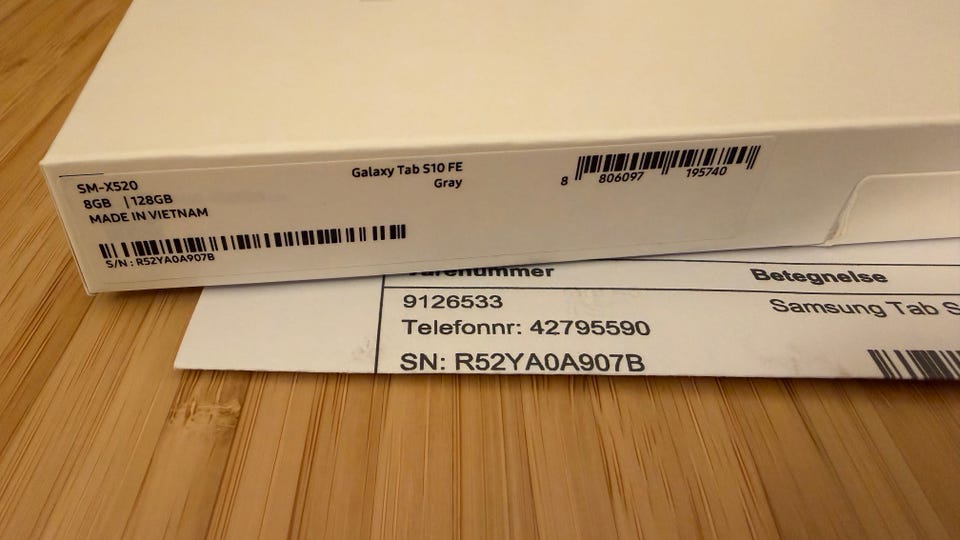 SM-X520
8GB | 128GB
MADE IN VIETNAM
S/N : R52YA0A907B
Galaxy Tab S10 FE
Gray
8 806097 195740
Varenummer
Betegnelse
9126533
Samsung Tab S
Telefonnr: 42795590
SN: R52YA0A907B